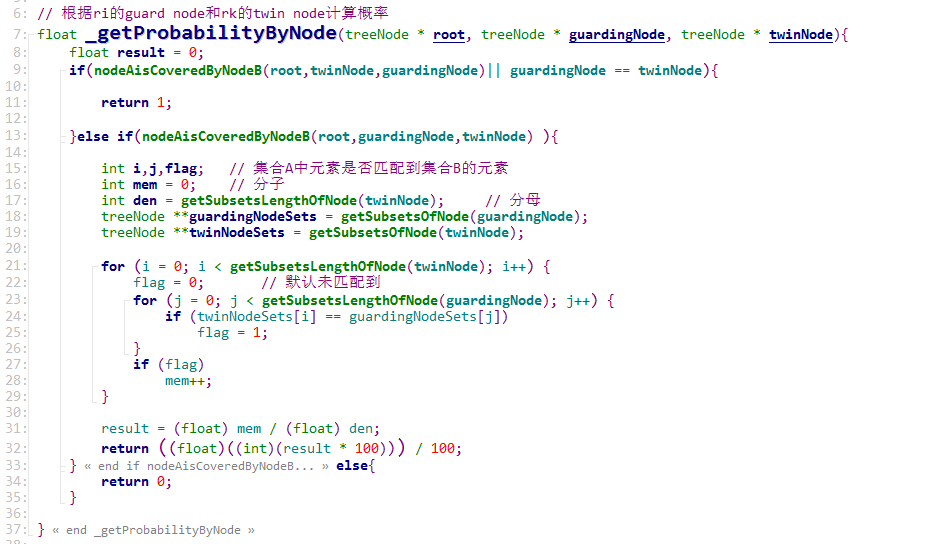 6: // 根据ri的guard node和rk的twin node计算概率
7: float _getProbabilityByNode(treeNode * root, treeNode * guardingNode, treeNode * twinNode){
8: float result = 0;
9: if(nodeAisCoveredByNodeB(root,twinNode,guardingNode)|| guardingNode == twinNode){
10:
11: return 1;
12:
13: }else if(nodeAisCoveredByNodeB(root,guardingNode,twinNode) ){
14:
15: int i,j,flag; // 集合A中元素是否匹配到集合B的元素
16: int mem = 0; // 分子
17: int den = getSubsetsLengthOfNode(twinNode); // 分母
18: treeNode **guardingNodeSets = getSubsetsOfNode(guardingNode);
19: treeNode **twinNodeSets = getSubsetsOfNode(twinNode);
20:
21: for (i = 0; i < getSubsetsLengthOfNode(twinNode); i++) {
22: flag = 0; // 默认未匹配到
23: for (j = 0; j < getSubsetsLengthOfNode(guardingNode); j++) {
24: if (twinNodeSets[i] == guardingNodeSets[j])
25: flag = 1;
26: }
27: if (flag)
28: mem++;
29: }
30:
31: result = (float) mem / (float) den;
32: return ((float)((int)(result * 100))) / 100;
33: } « end if nodeAisCoveredByNodeB... » else{
34: return 0;
35: }
36:
37: } « end _getProbabilityByNode »